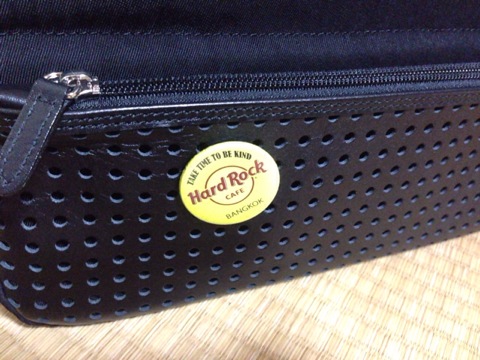 TAKE TIME TO BE KIND
Hard Rock
CAFE
BANGKOK